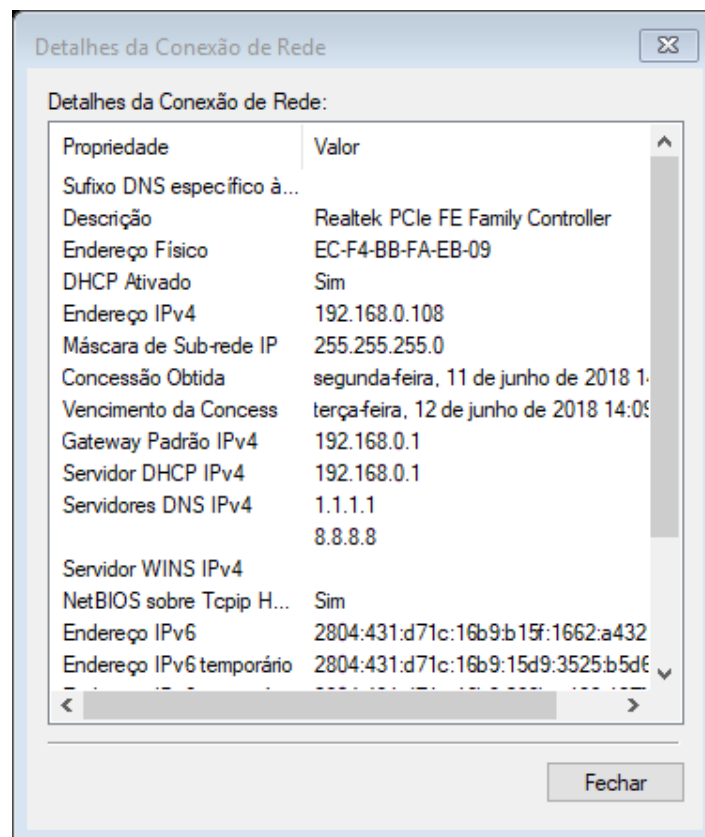 Detalhes da Conexão de Rede
Detalhes da Conexão de Rede:
Propriedade Valor
Sufixo DNS específico à...
Descrição Realtek PCIe FE Family Controller
Endereço Físico EC-F4-BB-FA-EB-09
DHCP Ativado Sim
Endereço IPv4 192.168.0.108
Máscara de Sub-rede IP 255.255.255.0
Concessão Obtida segunda-feira, 11 de junho de 2018 1
Vencimento da Concess terça-feira, 12 de junho de 2018 14:09
Gateway Padrão IPv4 192.168.0.1
Servidor DHCP IPv4 192.168.0.1
Servidores DNS IPv4 1.1.1.1
8.8.8.8
Servidor WINS IPv4
NetBIOS sobre Tcpip H... Sim
Endereço IPv6 2804:431:d71c:16b9:b15f:1662:a432
Endereço IPv6 temporário 2804:431:d71c:16b9:15d9:3525:b5d6
Fechar